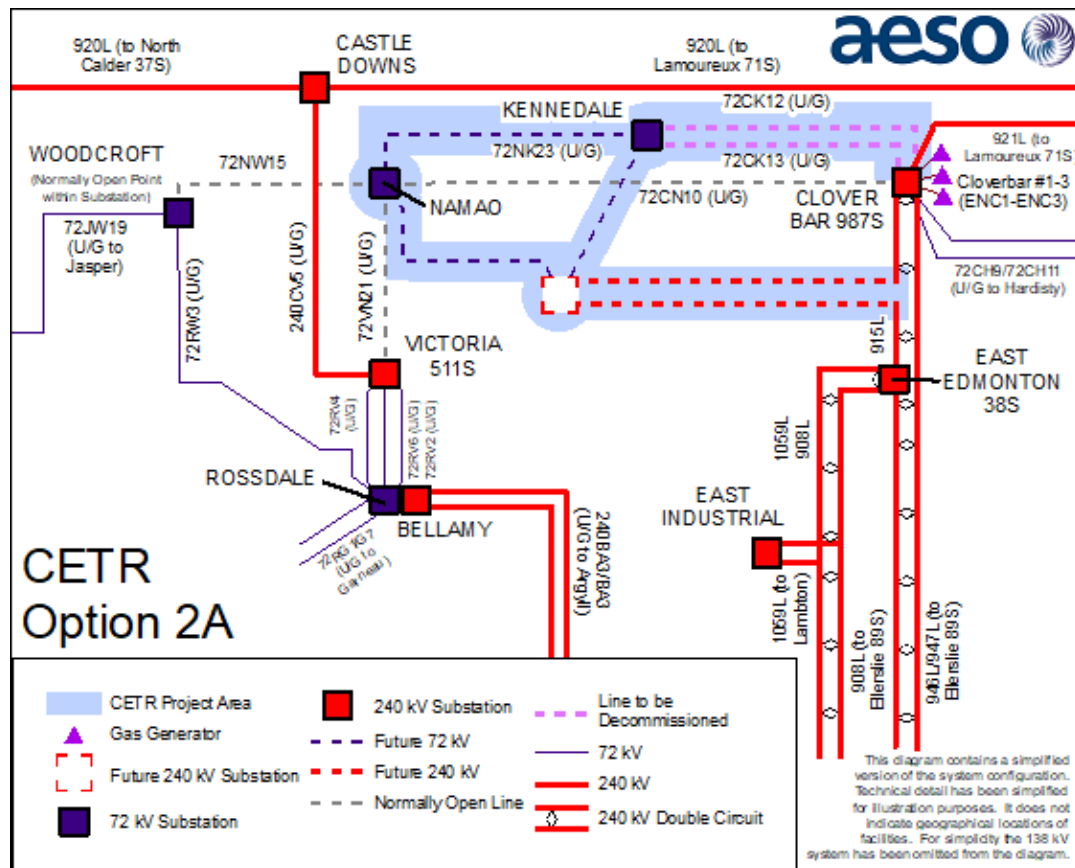 920L (to North
Calder 37S)
CASTLE
DOWNS
920L (to
Lamoureux 71S)
aeso
KENNEDALE
72CK12 (U/G)
WOODCROFT
(Normally Open Point
within Substation)
72NW15
72NK23 (U/G)
72CK13 (U/G)
921L (to
Lamoureux 71S
Cloverbar #1-3
(ENC1-ENC3)
NAMAO
72CN10 (U/G)
CLOVER
BAR 987S
72JW19
(U/G to
Jasper)
72RW3 (U/G)
240CV5 (U/G)
72VN21 (U/G)
72CH9/72CH11
(U/G to Hardisty)
VICTORIA
511S
915L
EAST
EDMONTON
38S
72RV4
(U/G)
72RV6 (U/G)
72RV2 (U/G)
1059L
908L
ROSSDALE
BELLAMY
EAST
INDUSTRIAL
72RG1G7
(UG to
Garneau)
240BA3/BA3
(U/G to Argyll)
1059L (to
Lambton)
908L (to
Ellerslie 89S)
946L/947L (to
Ellerslie 89S)
CETR
Option 2A
CETR Project Area
Gas Generator
Future 240 kV Substation
72 kV Substation
240 kV Substation
Future 72 kV
Future 240 kV
Normally Open Line
Line to be
Decommissioned
72 kV
240 kV
240 kV Double Circuit
This diagram contains a simplified
version of the system configuration.
Technical detail has been simplified
for illustration purposes. It does not
indicate geographical locations of
facilities. For simplicity the 138 kV
system has been omitted from the diagram.